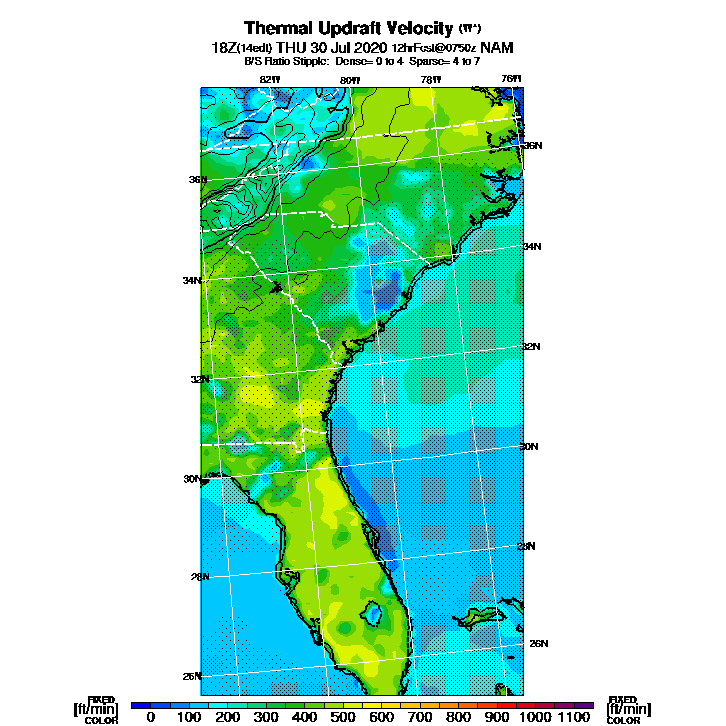 Thermal Updraft Velocity (W*)
18Z(14edt) THU 30 Jul 2020 12hrFcst@0750z NAM
B/S Ratio Stipple: Dense= 0 to 4 Sparse= 4 to 7
82W 80W 78W 76W
36N
36N
34N
34N
32N
32N
30N
30N
28N
28N
26N
26N
FIXED FIXED
[ft/min] 0 100 200 300 400 500 600 700 800 900 1000 1100 [ft/min]
COLOR COLOR